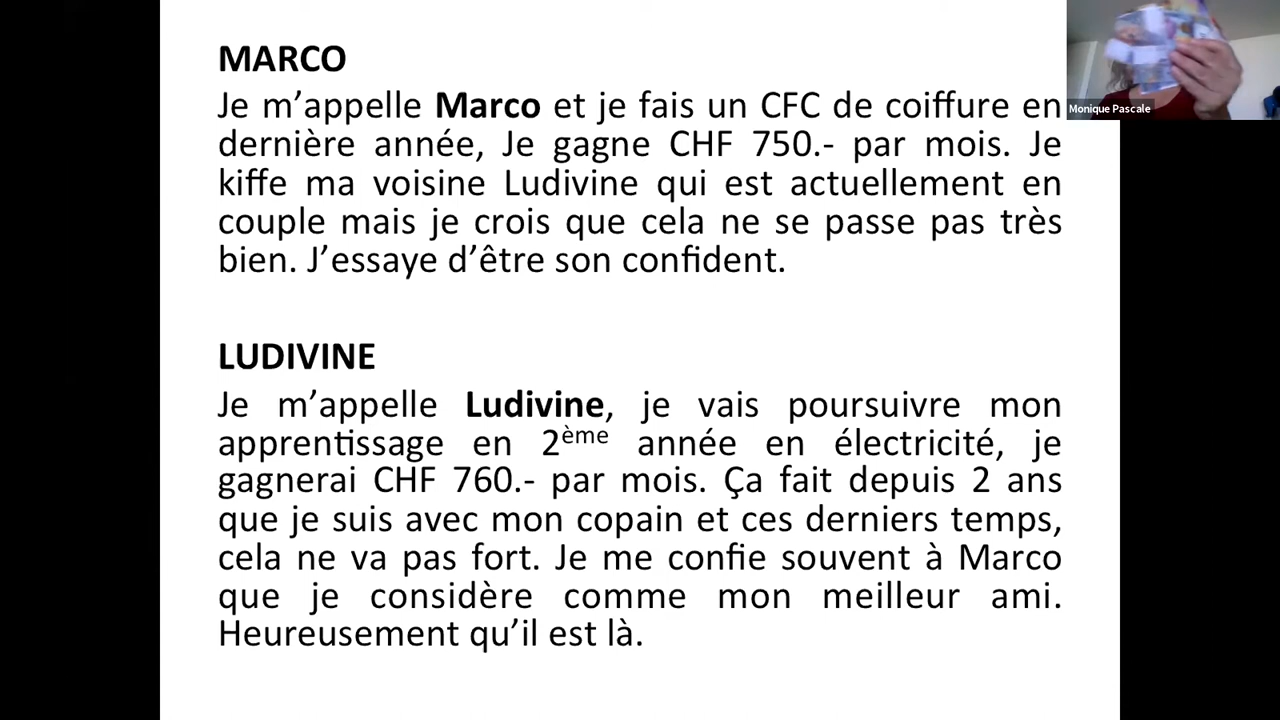 MARCO
Je m’appelle Marco et je fais un CFC de coiffure en
dernière année, Je gagne CHF 750.- par mois. Je
kiffe ma voisine Ludivine qui est actuellement en
couple mais je crois que cela ne se passe pas très
bien. J’essaye d’être son confident.
Monique Pascale
LUDIVINE
Je m’appelle Ludivine, je vais poursuivre mon
apprentissage en 2ème année en électricité, je
gagnerai CHF 760.- par mois. Ça fait depuis 2 ans
que je suis avec mon copain et ces derniers temps,
cela ne va pas fort. Je me confie souvent à Marco
que je considère comme mon meilleur ami.
Heureusement qu’il est là.